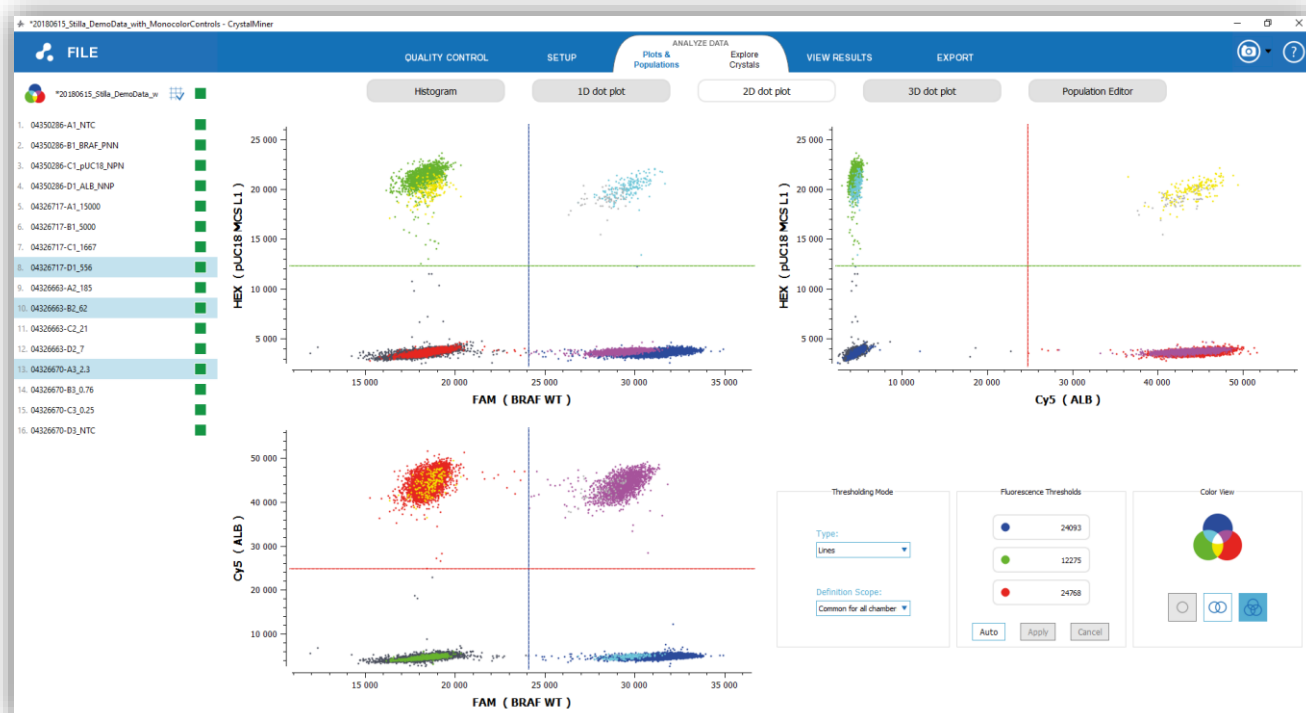 *20180615_Stilla_DemoData_with_MonocolorControls - CrystalMiner
FILE
QUALITY CONTROL
SETUP
ANALYZE DATA
Plots &
Populations
Explore
Crystals
VIEW RESULTS
EXPORT
?
*20180615_Stilla_DemoData_w
Histogram
1D dot plot
2D dot plot
3D dot plot
Population Editor
1. 04350286-A1_NTC
2. 04350286-B1_BRAF_PNN
3. 04350286-C1_pUC18_NPN
4. 04350286-D1_ALB_NNP
5. 04326717-A1_15000
6. 04326717-B1_5000
7. 04326717-C1_1667
8. 04326717-D1_556
9. 04326663-A2_185
10. 04326663-B2_62
11. 04326663-C2_21
12. 04326663-D2_7
13. 04326670-A3_2.3
14. 04326670-B3_0.76
15. 04326670-C3_0.25
16. 04326670-D3_NTC
HEX ( pUC18 MCS L1 )
25 000
20 000
15 000
10 000
5 000
15 000
20 000
25 000
30 000
35 000
FAM ( BRAF WT )
HEX ( pUC18 MCS L1 )
25 000
20 000
15 000
10 000
5 000
10 000
20 000
30 000
40 000
50 000
Cy5 ( ALB )
Cy5 ( ALB )
50 000
40 000
30 000
20 000
10 000
15 000
20 000
25 000
30 000
35 000
FAM ( BRAF WT )
Thresholding Mode
Type:
Lines
Definition Scope:
Common for all chamber
Fluorescence Thresholds
24093
12275
24768
Auto
Apply
Cancel
Color View